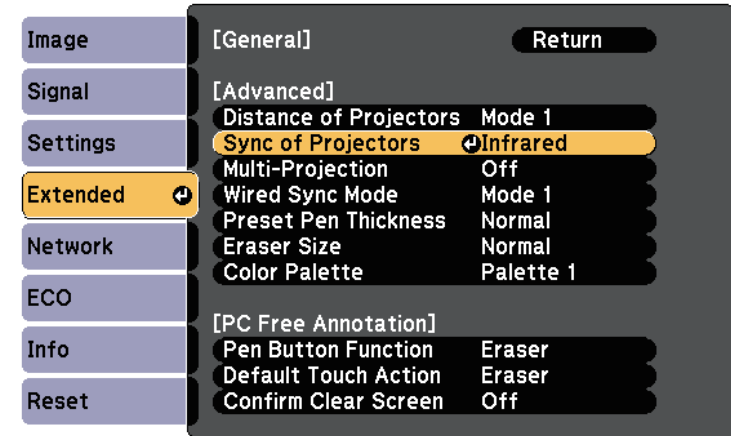 Image
Signal
Settings
Extended
Network
ECO
Info
Reset
[General] Return
[Advanced]
Distance of Projectors Mode 1
Sync of Projectors Infrared
Multi-Projection Off
Wired Sync Mode Mode 1
Preset Pen Thickness Normal
Eraser Size Normal
Color Palette Palette 1
[PC Free Annotation]
Pen Button Function Eraser
Default Touch Action Eraser
Confirm Clear Screen Off